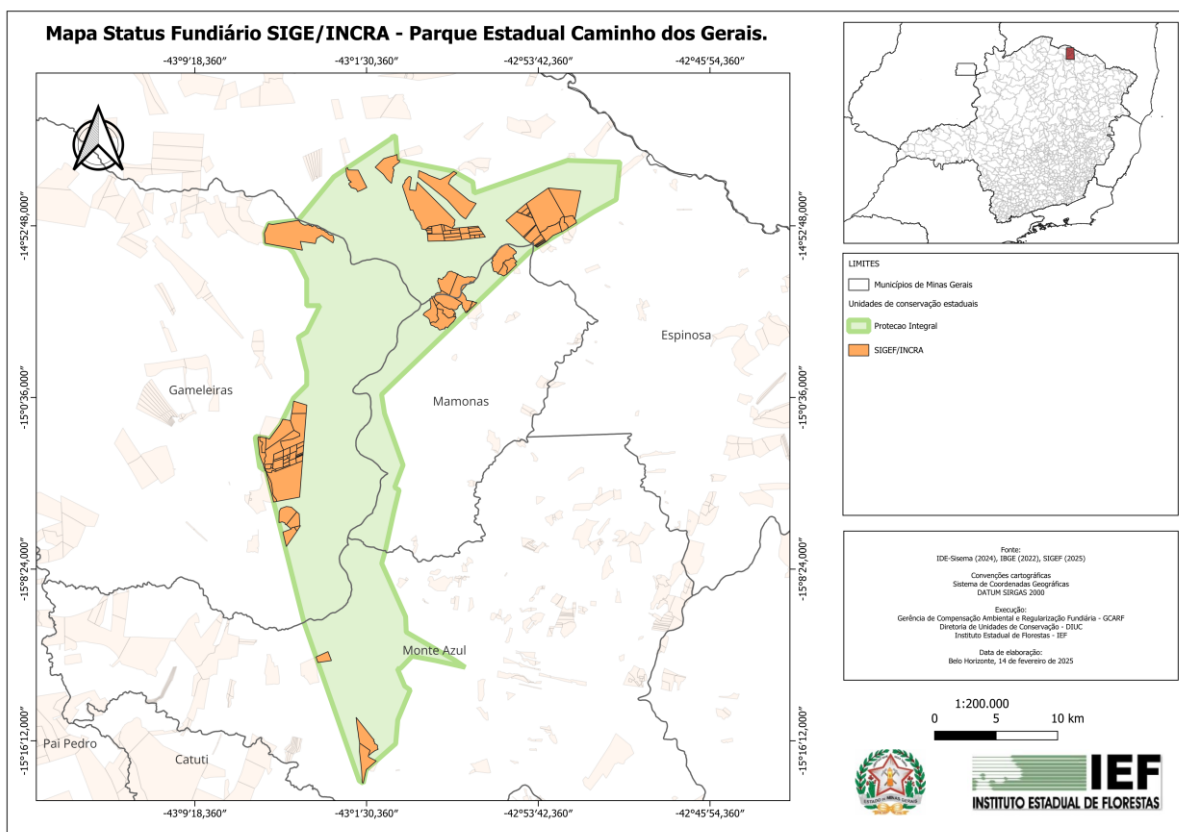 Mapa Status Fundiário SIGE/INCRA - Parque Estadual Caminho dos Gerais.
-43°9'18,360″
-43°1'30,360″
-42°53'42,360″
-42°45'54,360″
-14°52'48,000″
-14°52'48,000″
Espinosa
Gameleiras
Mamonas
-15°0'36,000″
-15°0'36,000″
-15°8'24,000″
-15°8'24,000″
Monte Azul
-15°16'12,000″
-15°16'12,000″
Pai Pedro
Catuti
-43°9'18,360″
-43°1'30,360″
-42°53'42,360″
-42°45'54,360″
LIMITES
Municípios de Minas Gerais
Unidades de conservação estaduais
Protecao Integral
SIGEF/INCRA
Fonte:
IDE-Sisema (2024), IBGE (2022), SIGEF (2025)
Convenções cartográficas
Sistema de Coordenadas Geográficas
DATUM SIRGAS 2000
Execução:
Gerência de Compensação Ambiental e Regularização Fundiária - GCARF
Diretoria de Unidades de Conservação - DIUC
Instituto Estadual de Florestas - IEF
Data de elaboração:
Belo Horizonte, 14 de fevereiro de 2025
1:200.000
0 5 10 km
IEF
INSTITUTO ESTADUAL DE FLORESTAS